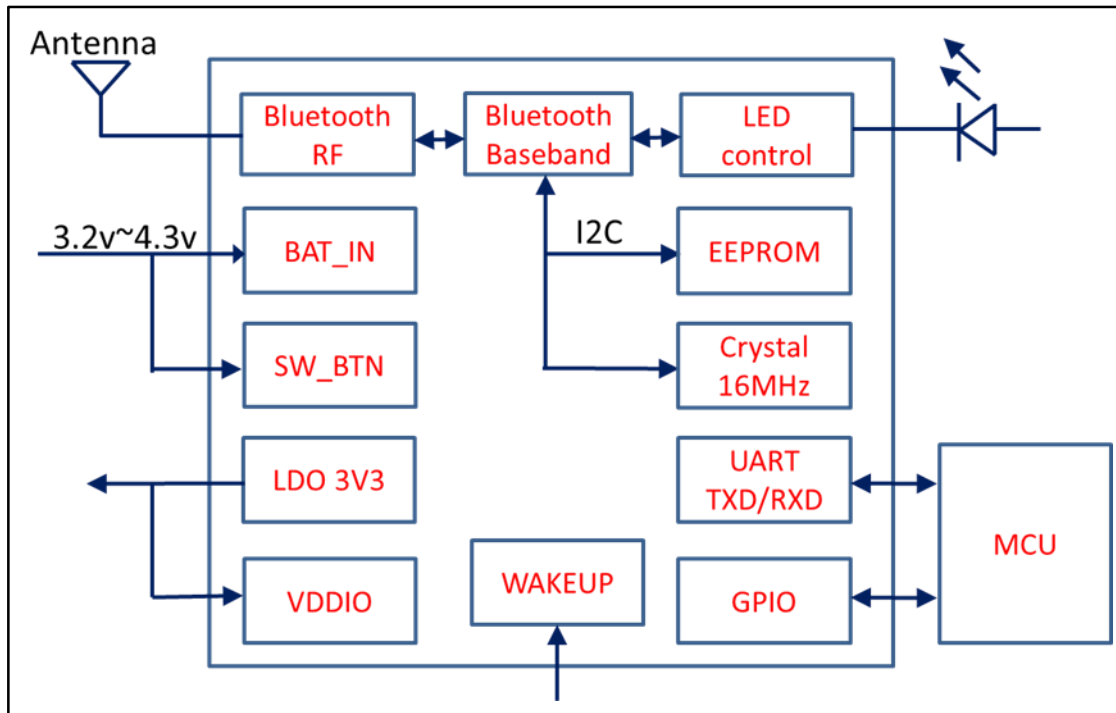 Antenna
Bluetooth
RF
Bluetooth
Baseband
LED
control
3.2v~4.3v
BAT_IN
I2C
EEPROM
SW_BTN
Crystal
16MHz
LDO 3V3
UART
TXD/RXD
MCU
VDDIO
WAKEUP
GPIO